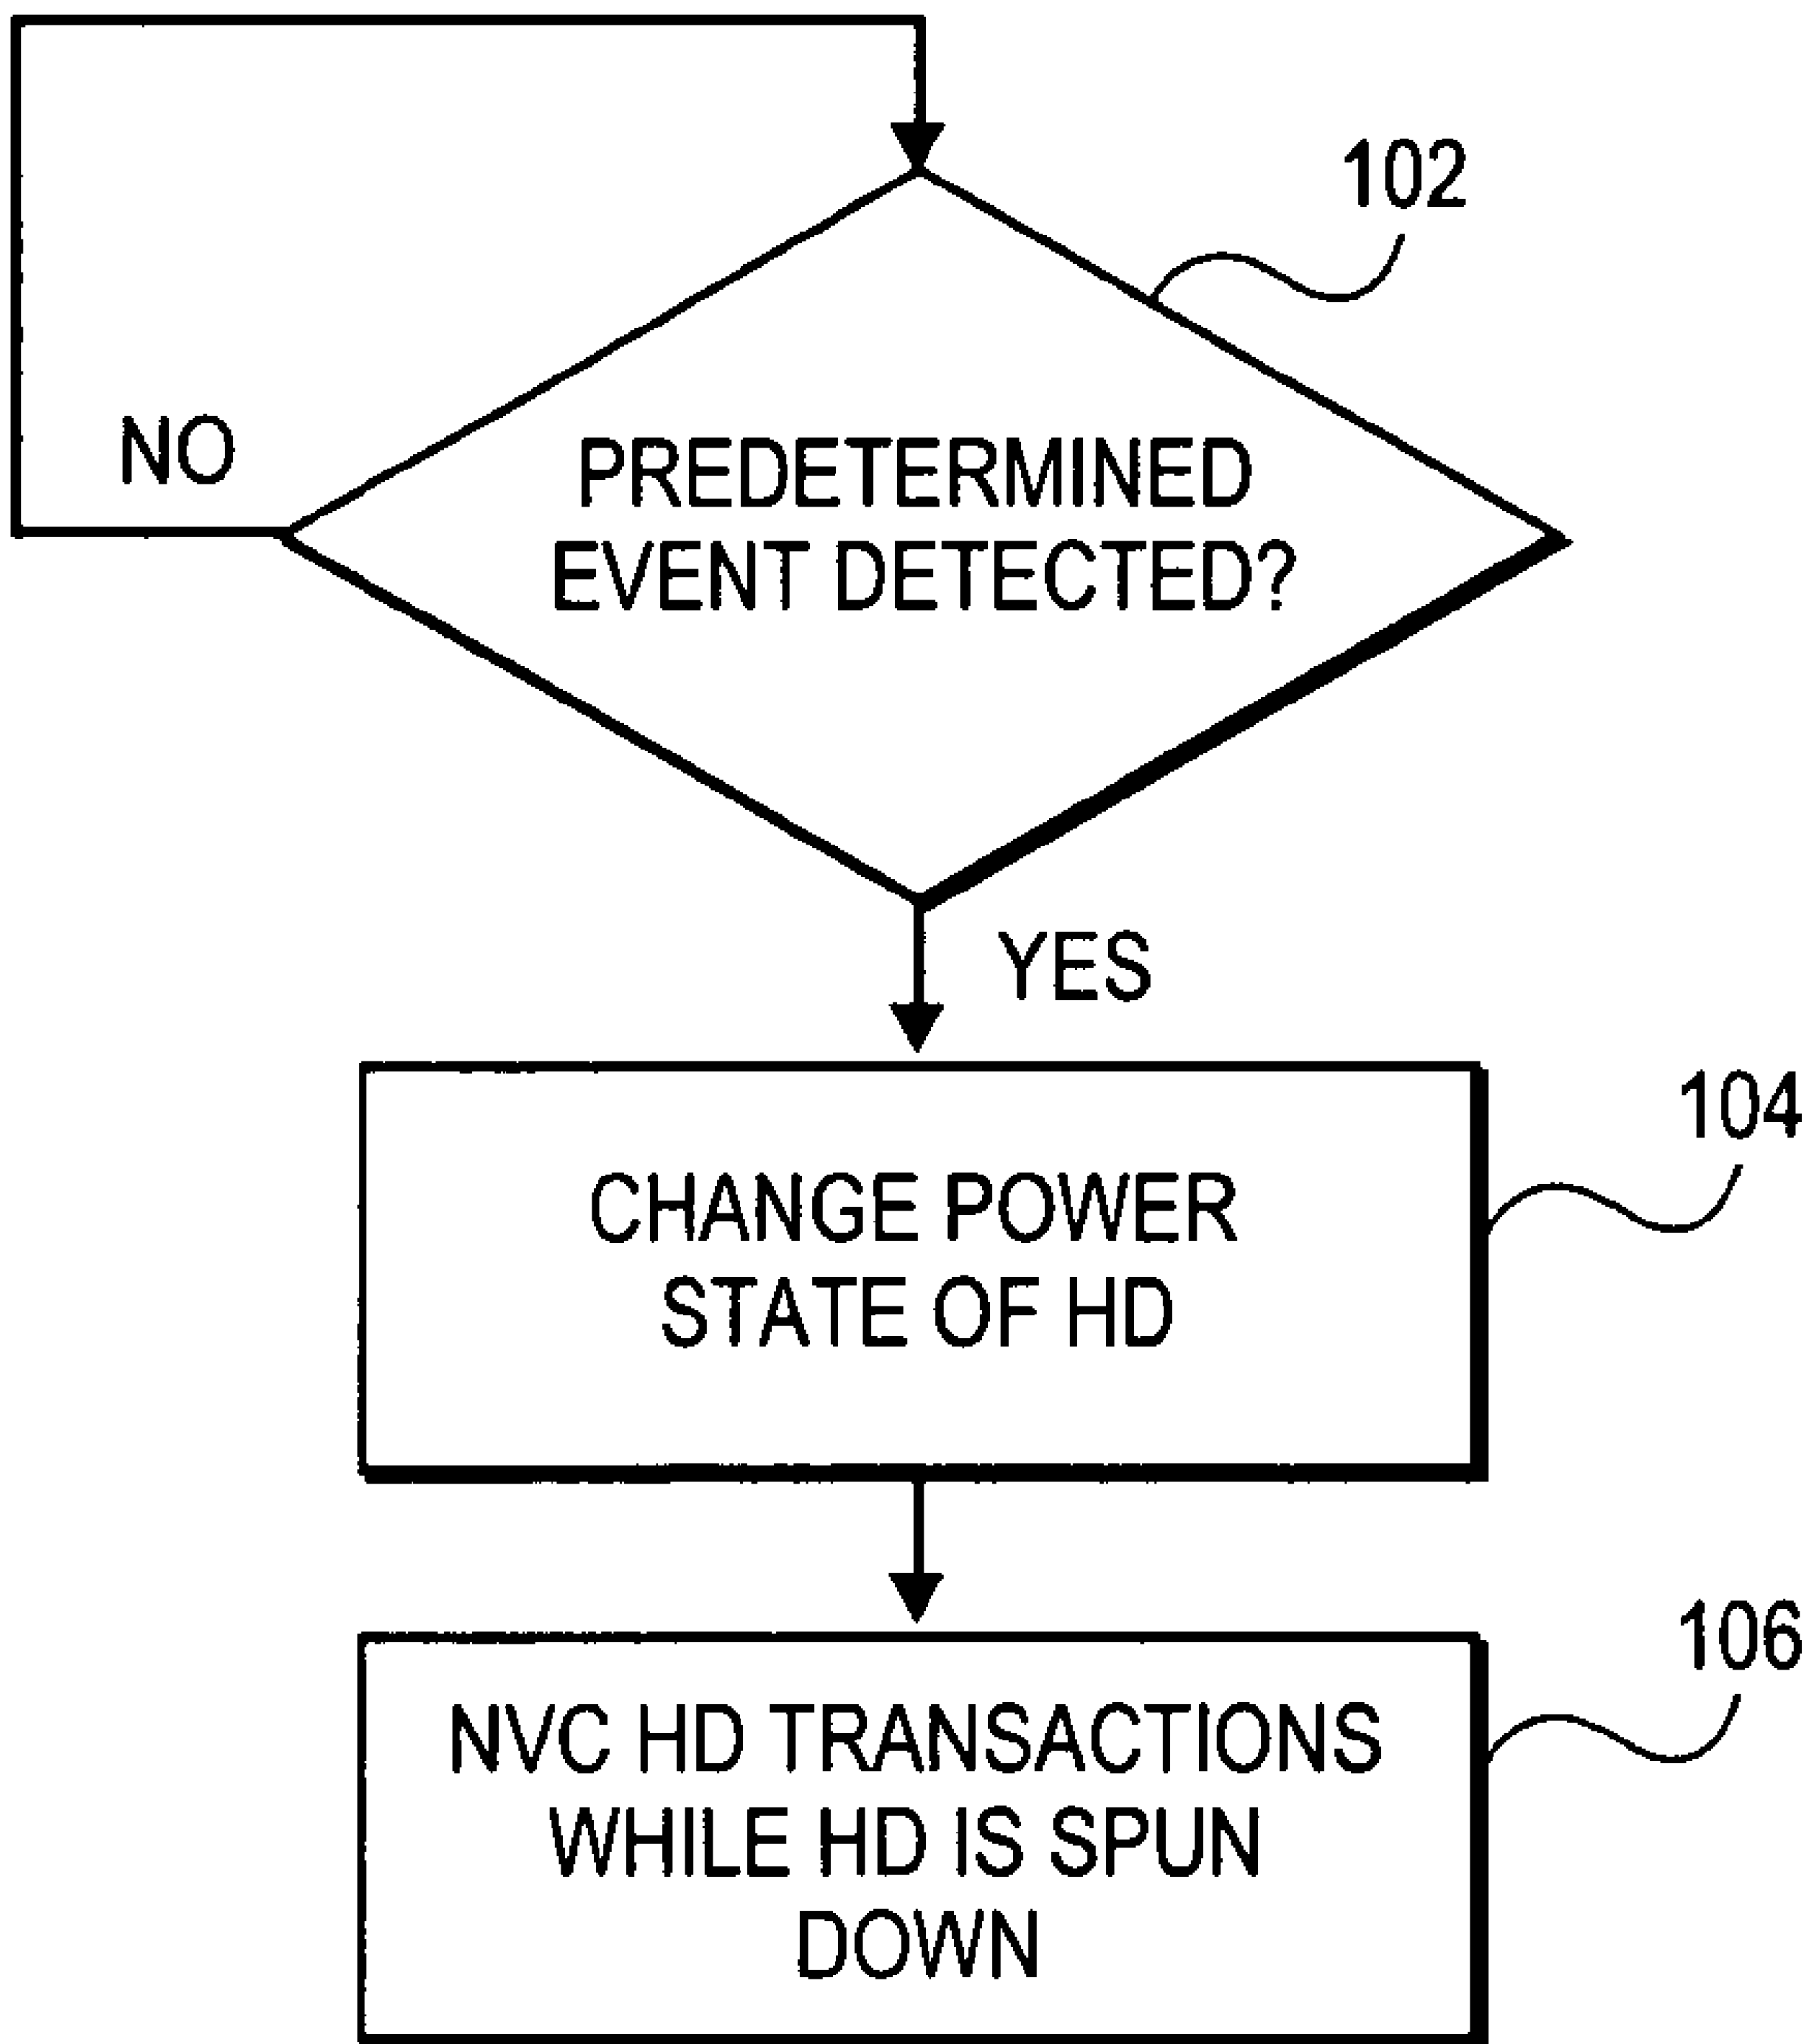 102
NO
PREDETERMINED
EVENT DETECTED?
YES
104
CHANGE POWER
STATE OF HD
106
NVC HD TRANSACTIONS
WHILE HD IS SPUN
DOWN